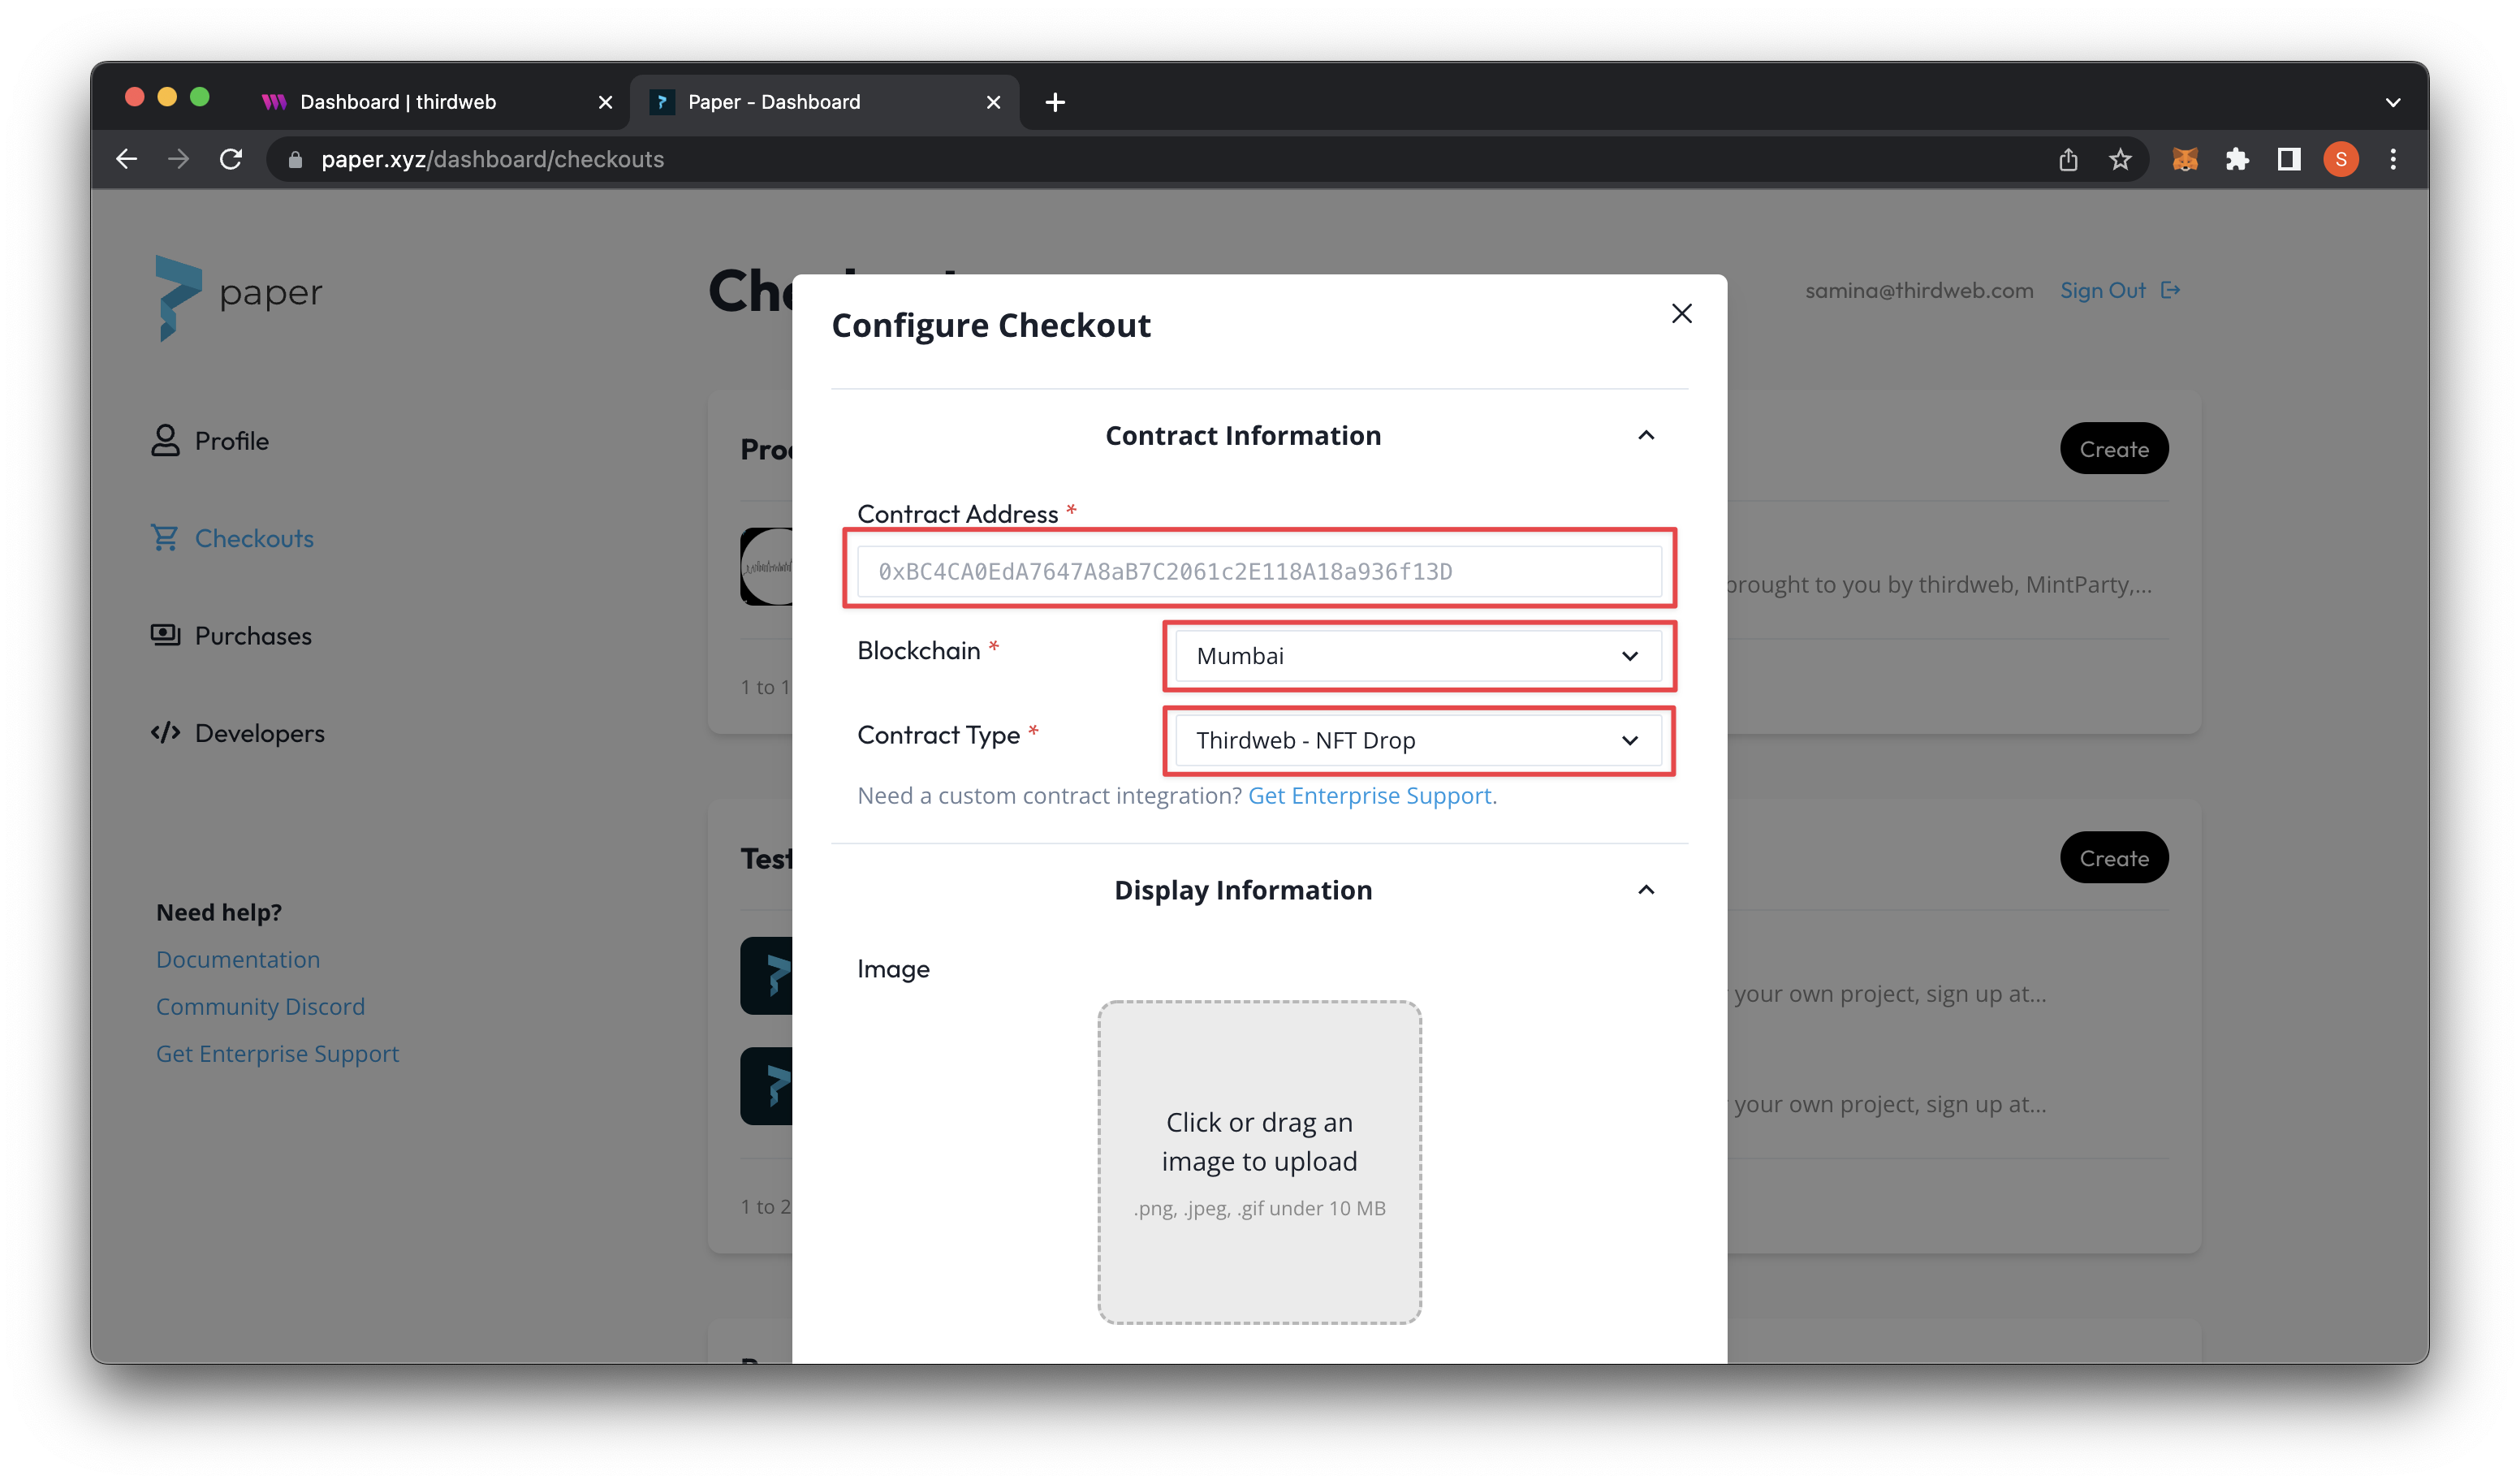 Dashboard | thirdweb
Paper - Dashboard
paper.xyz/dashboard/checkouts
S
paper
samina@thirdweb.com
Sign Out
Profile
Checkouts
Purchases
Developers
Need help?
Documentation
Community Discord
Get Enterprise Support
Configure Checkout
Contract Information
Contract Address *
0xBC4CA0EdA7647A8aB7C2061c2E118A18a936f13D
Blockchain *
Mumbai
Contract Type *
Thirdweb - NFT Drop
Need a custom contract integration? Get Enterprise Support.
Display Information
Image
Click or drag an
image to upload
.png, .jpeg, .gif under 10 MB
Create
brought to you by thirdweb, MintParty,...
1 to 1
Test
Create
your own project, sign up at...
your own project, sign up at...
1 to 2